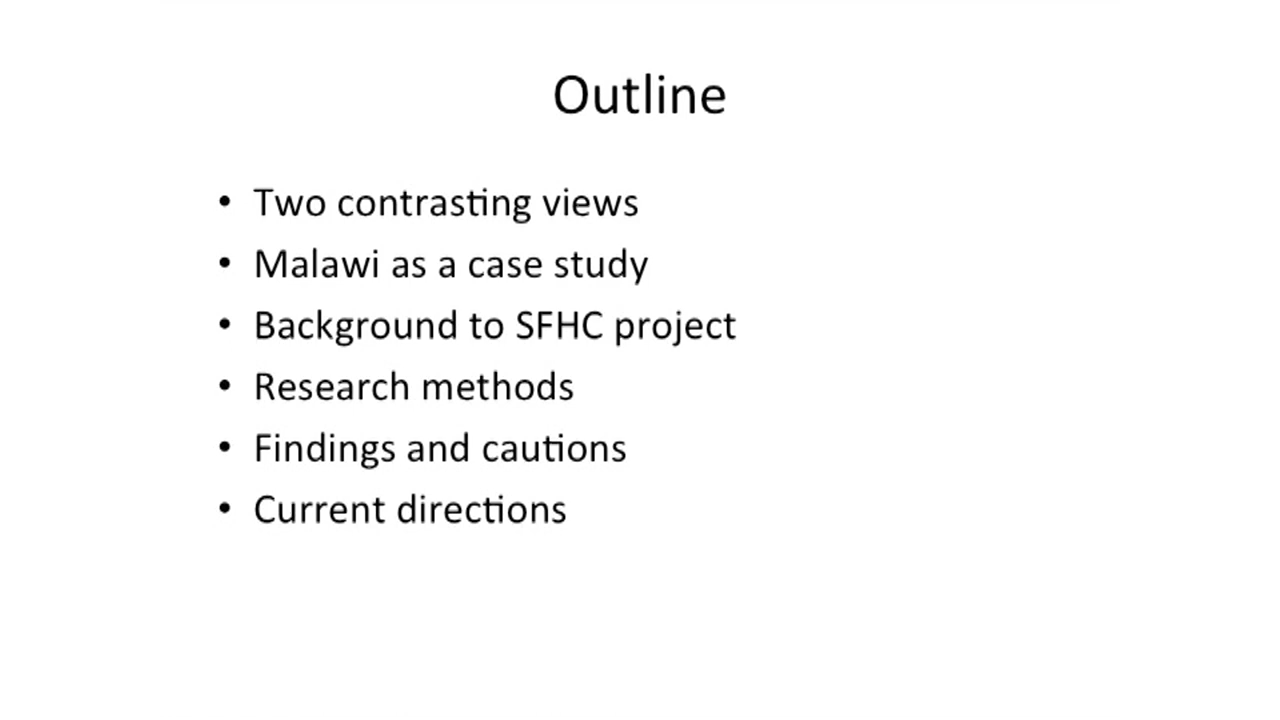 Outline
• Two contrasting views
• Malawi as a case study
• Background to SFHC project
• Research methods
• Findings and cautions
• Current directions